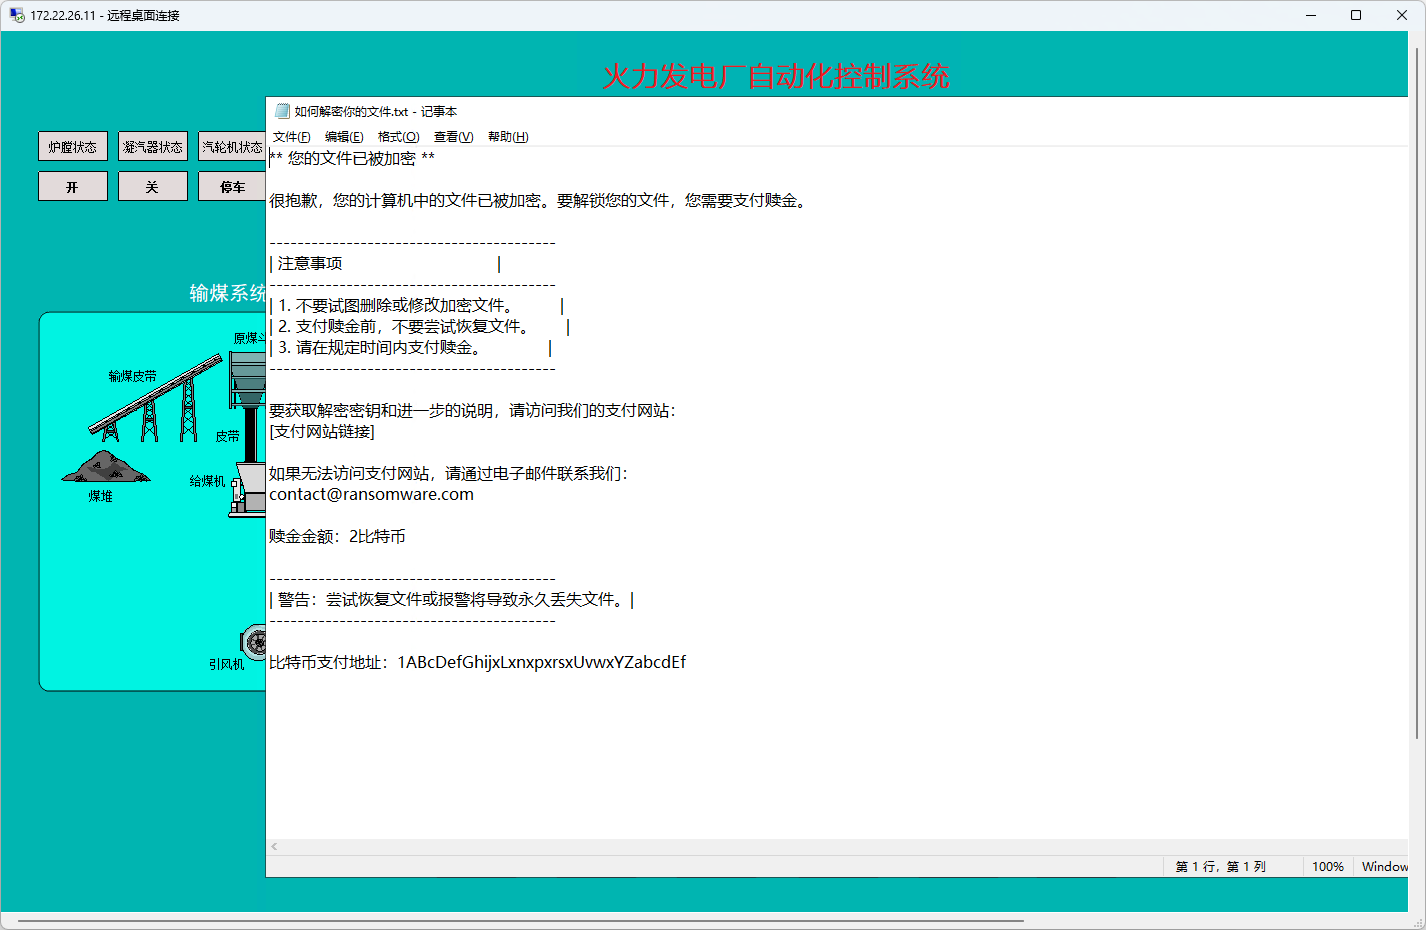 172.22.26.11 - 远程桌面连接
火力发电厂自动化控制系统
如何解密你的文件.txt - 记事本
文件(F) 编辑(E) 格式(O) 查看(V) 帮助(H)
炉膛状态 凝汽器状态 汽轮机状态
开 关 停车
** 您的文件已被加密 **
很抱歉，您的计算机中的文件已被加密。要解锁您的文件，您需要支付赎金。
----------------------------------------
| 注意事项 |
----------------------------------------
| 1. 不要试图删除或修改加密文件。 |
| 2. 支付赎金前，不要尝试恢复文件。 |
| 3. 请在规定时间内支付赎金。 |
----------------------------------------
要获取解密密钥和进一步的说明，请访问我们的支付网站：
[支付网站链接]
如果无法访问支付网站，请通过电子邮件联系我们：
contact@ransomware.com
赎金金额：2比特币
----------------------------------------
| 警告：尝试恢复文件或报警将导致永久丢失文件。|
----------------------------------------
比特币支付地址：1ABcDefGhijxLxnxpxrsxUvwxYZabcdEf
输煤系统
原煤斗
输煤皮带
皮带
给煤机
煤堆
引风机
第 1 行，第 1 列 100% Window